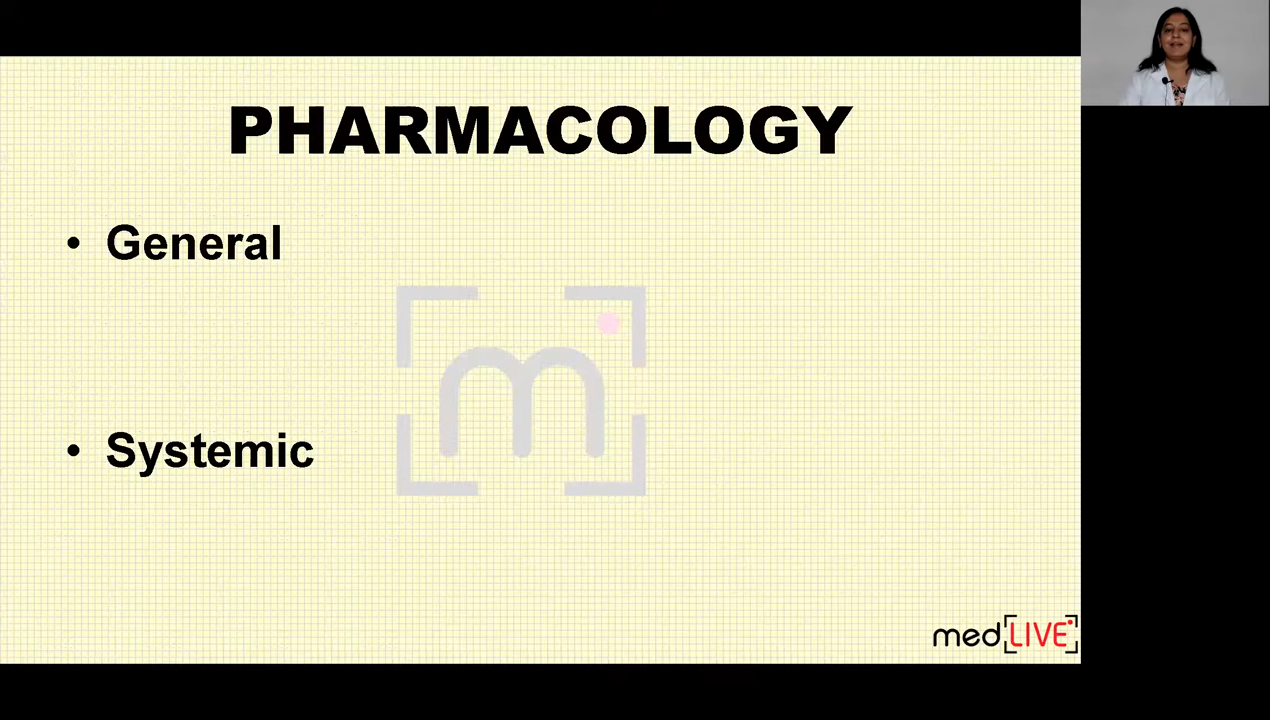 PHARMACOLOGY
• General
• Systemic
m
med[LIVE]